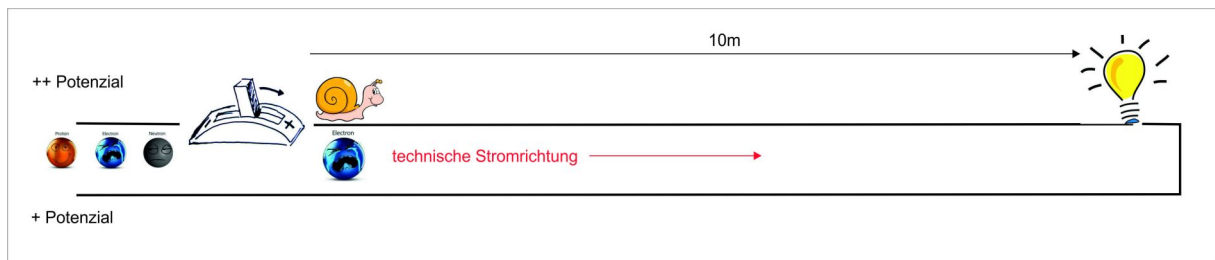 10m
++ Potenzial
Proton Electron Neutron
- +
Electron
technische Stromrichtung
+ Potenzial